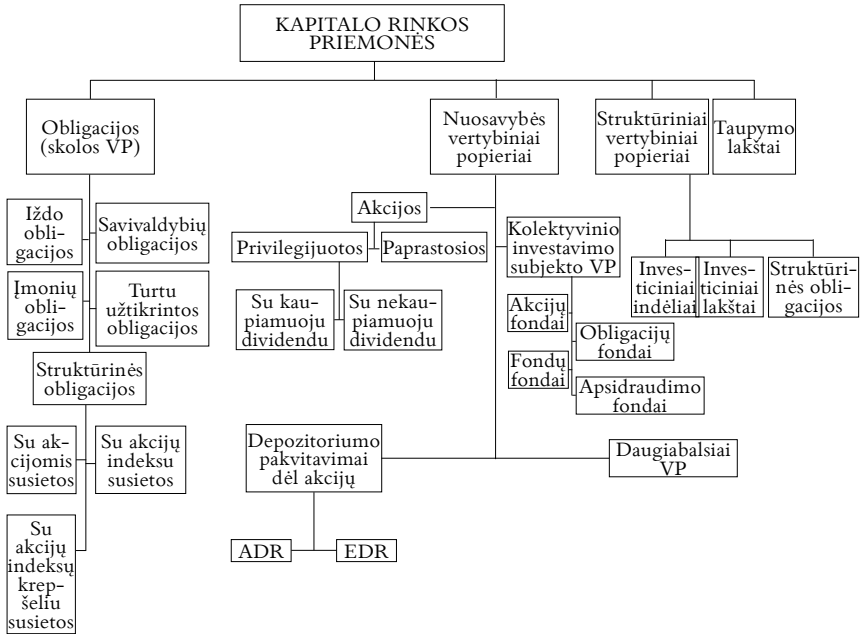 KAPITALO RINKOS
PRIEMONĖS
Obligacijos
(skolos VP)
Nuosavybės
vertybiniai
popieriai
Struktūriniai
vertybiniai
popieriai
Taupymo
lakštai
Iždo
obli-
gacijos
Savivaldybių
obligacijos
Įmonių
obli-
gacijos
Turtu
užtikrintos
obligacijos
Struktūrinės
obligacijos
Su ak-
cijomis
susietos
Su akcijų
indeksu
susietos
Su
akcijų
indeksų
krep-
šeliu
susietos
Akcijos
Privilegijuotos
Paprastosios
Su kau-
piamuoju
dividendu
Su nekau-
piamuoju
dividendu
Kolektyvinio
investavimo
subjekto VP
Akcijų
fondai
Obligacijų
fondai
Fondų
fondai
Apsidraudimo
fondai
Depozitoriumo
pakvitavimai
dėl akcijų
ADR
EDR
Daugiabalsiai
VP
Inves-
ticiniai
indėliai
Inves-
ticiniai
lakštai
Struktūri-
nės obli-
gacijos